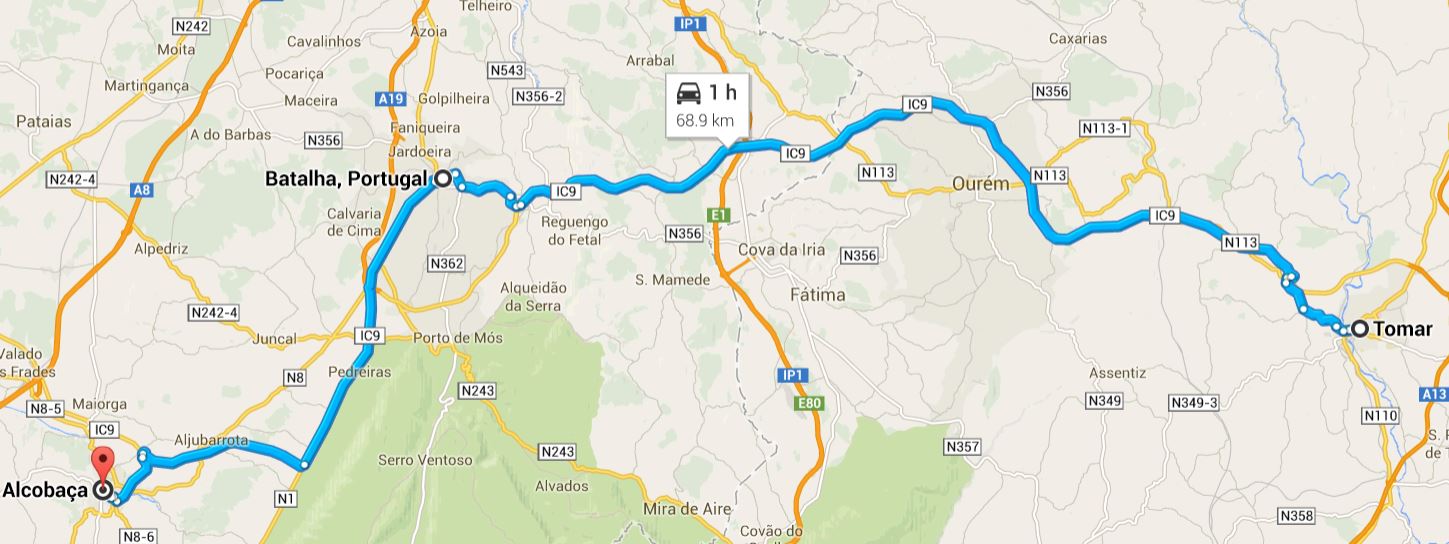 Telheiro
IP1
N242
Azoia
Caxarias
Moita
Cavalinhos
Arrabal
Pocariça
N543
Martingança
1 h
N356
Maceira
A19
Golpilheira
N356-2
IC9
68.9 km
Pataias
A do Barbas
Faniqueira
N113-1
N356
Jardoeira
IC9
N242-4
Batalha, Portugal
N113
N113
A8
IC9
Ourém
Calvaria
de Cima
E1
IC9
Reguengo
do Fetal
N356
N113
Alpedriz
Cova da Iria
N356
N362
S. Mamede
Alqueidão
da Serra
Fátima
N242-4
IC9
Tomar
Juncal
Porto de Mós
Valado
s Frades
Pedreiras
IP1
Assentiz
N8
N243
A13
N8-5
Maiorga
E80
N349
N349-3
N110
IC9
Aljubarrota
N357
N243
Serro Ventoso
Alcobaça
N1
Alvados
Mira de Aire
N358
N8-6
Covão do